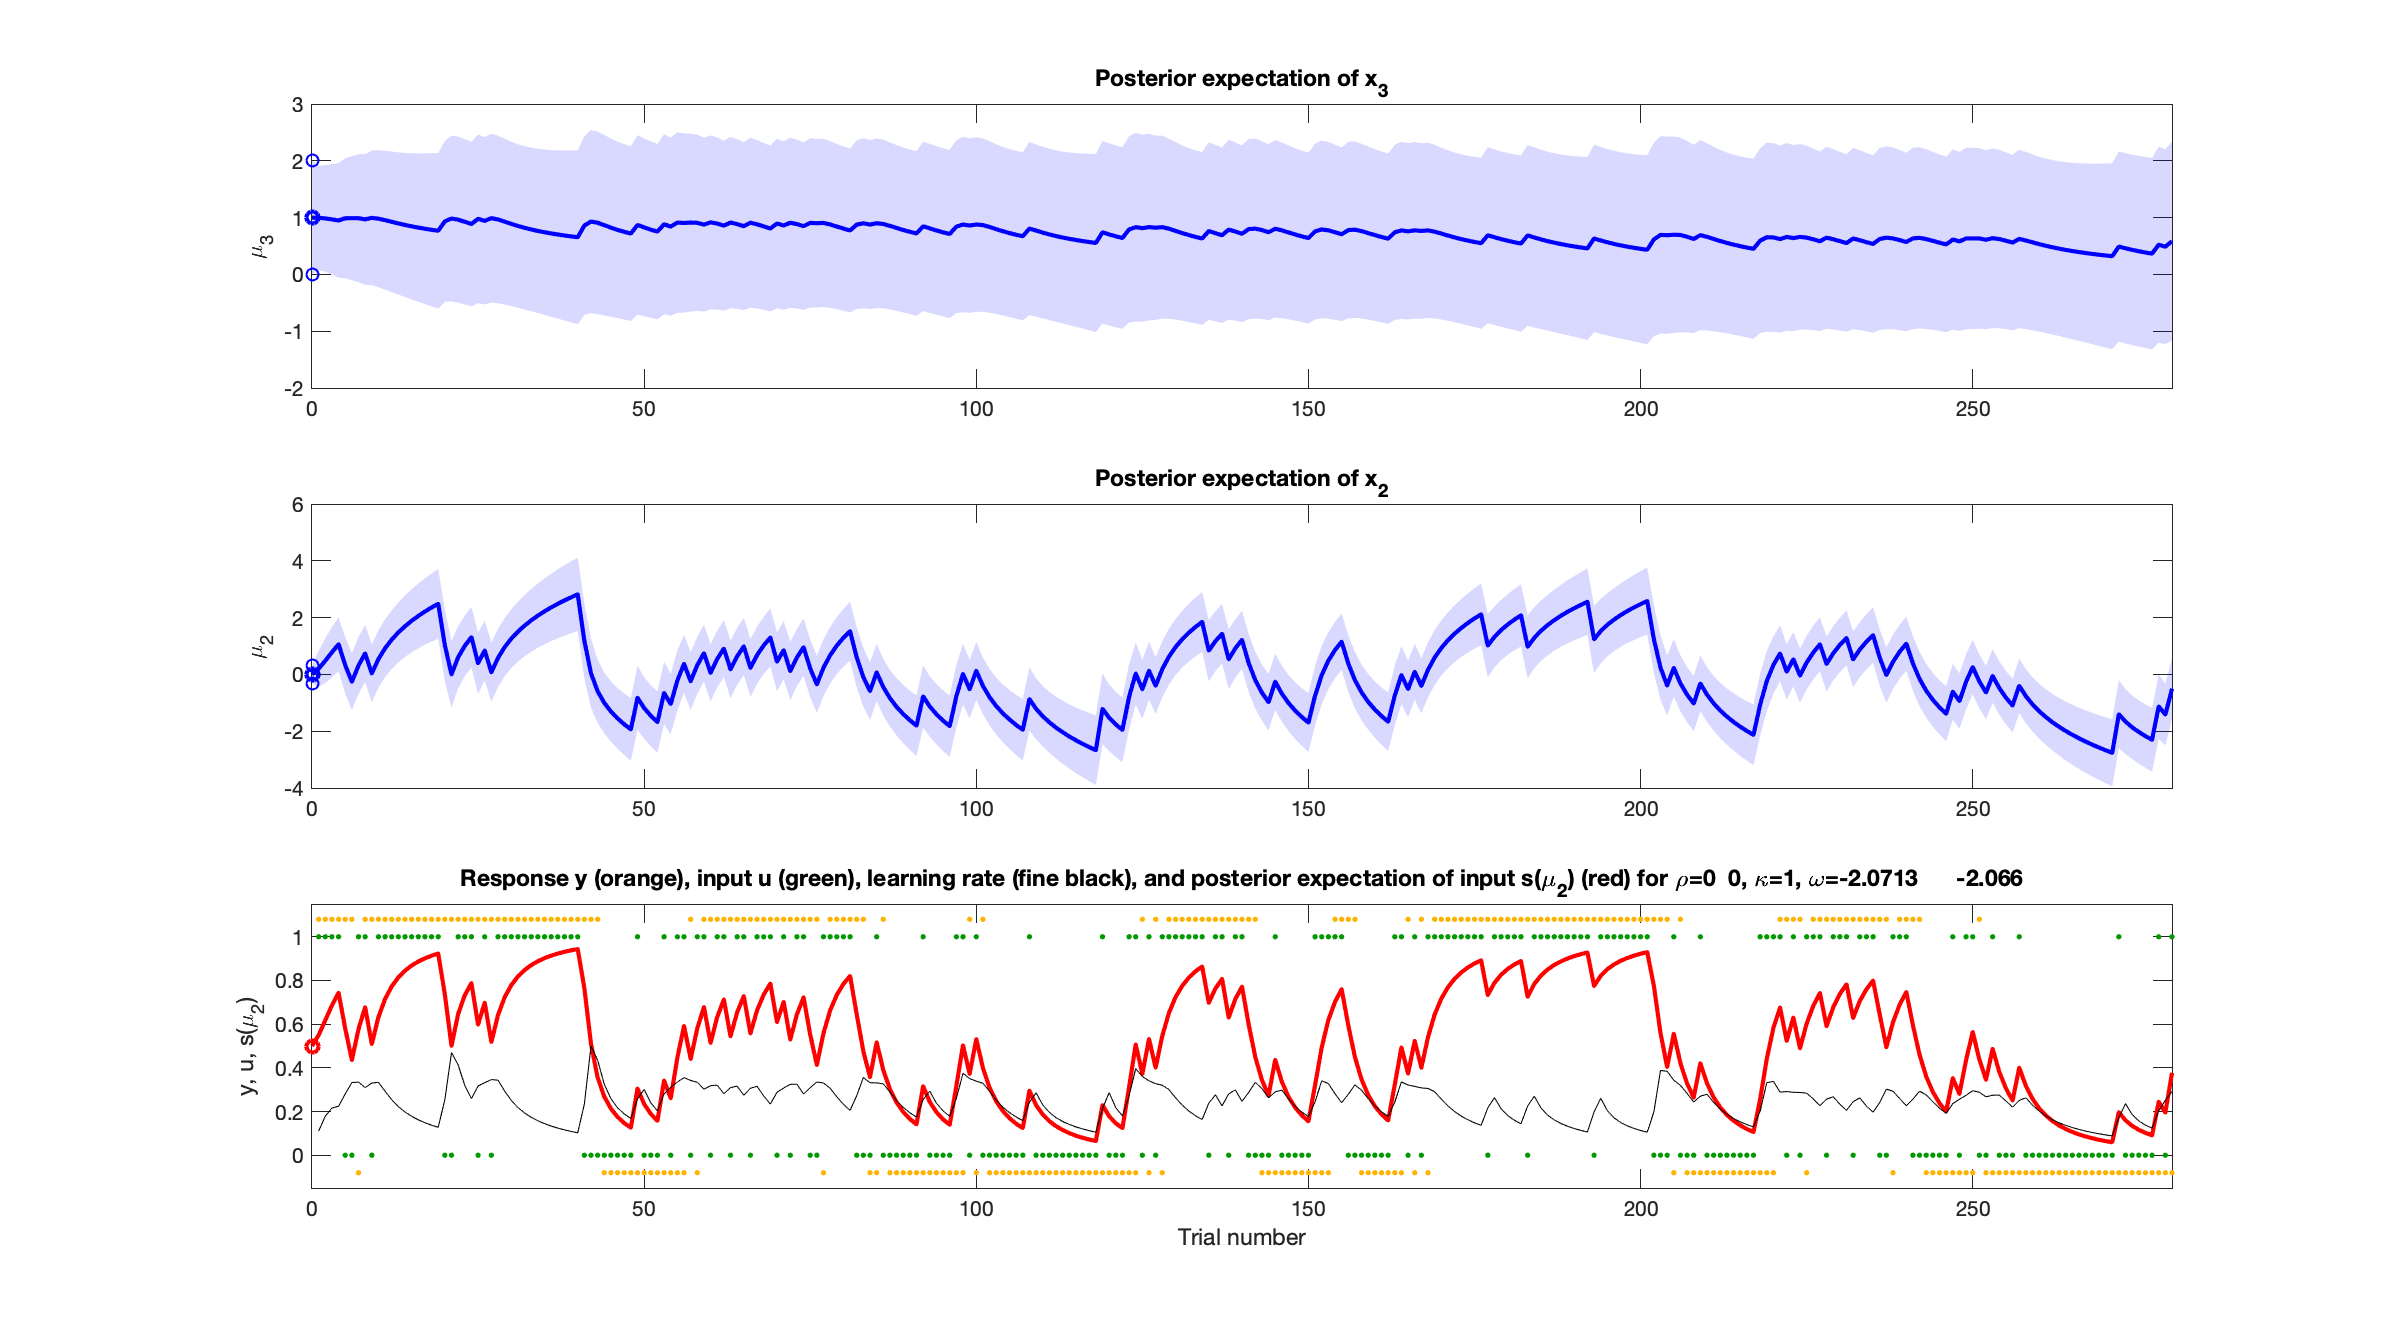 Posterior expectation of x3
3
2
1
0
-1
-2
μ3
0 50 100 150 200 250
Posterior expectation of x2
6
4
2
0
-2
-4
μ2
0 50 100 150 200 250
Response y (orange), input u (green), learning rate (fine black), and posterior expectation of input s(μ2) (red) for ρ=0 0, κ=1, ω=-2.0713 -2.066
1
0.8
0.6
0.4
0.2
0
y, u, s(μ2)
0 50 100 150 200 250
Trial number